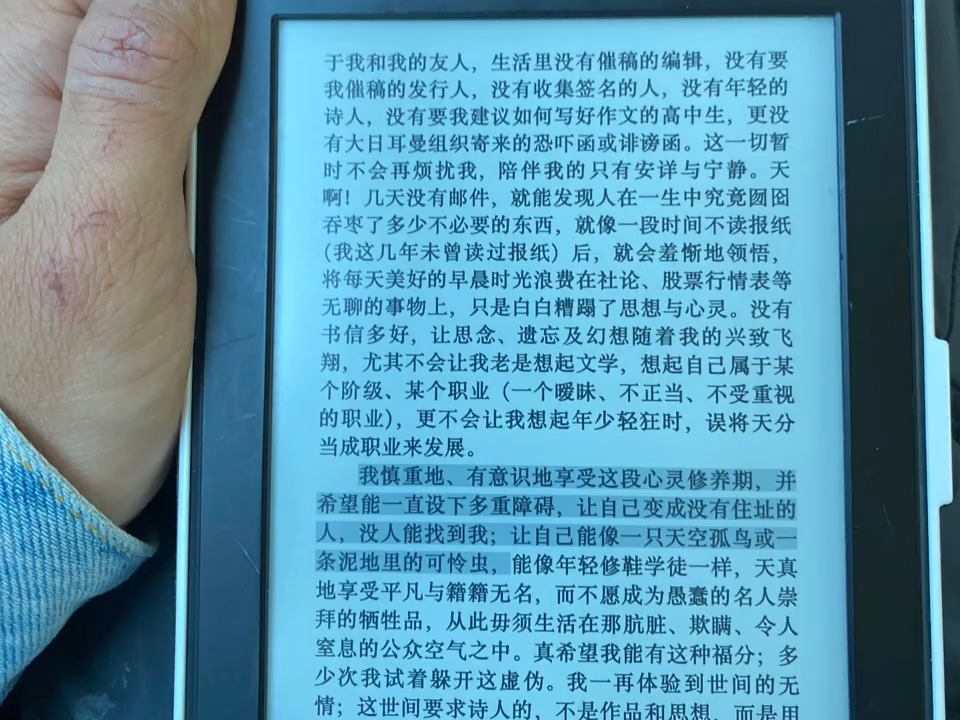 于我和我的友人，生活里没有催稿的编辑，没有要
我催稿的发行人，没有收集签名的人，没有年轻的
诗人，没有要我建议如何写好作文的高中生，更没
有大日耳曼组织寄来的恐吓函或诽谤函。这一切暂
时不会再烦扰我，陪伴我的只有安详与宁静。天
啊！几天没有邮件，就能发现人在一生中究竟囫囵
吞枣了多少不必要的东西，就像一段时间不读报纸
（我这几年未曾读过报纸）后，就会羞惭地领悟，
将每天美好的早晨时光浪费在社论、股票行情表等
无聊的事物上，只是白白糟蹋了思想与心灵。没有
书信多好，让思念、遗忘及幻想随着我的兴致飞
翔，尤其不会让我老是想起文学，想起自己属于某
个阶级、某个职业（一个暧昧、不正当、不受重视
的职业），更不会让我想起年少轻狂时，误将天分
当成职业来发展。
我慎重地、有意识地享受这段心灵修养期，并
希望能一直设下多重障碍，让自己变成没有住址的
人，没人能找到我；让自己能像一只天空孤鸟或一
条泥地里的可怜虫，能像年轻修鞋学徒一样，天真
地享受平凡与籍籍无名，而不愿成为愚蠢的名人崇
拜的牺牲品，从此毋须生活在那肮脏、欺瞒、令人
窒息的公众空气之中。真希望我能有这种福分；多
少次我试着躲开这虚伪。我一再体验到世间的无
情；这世间要求诗人的，不是作品和思想，而是用